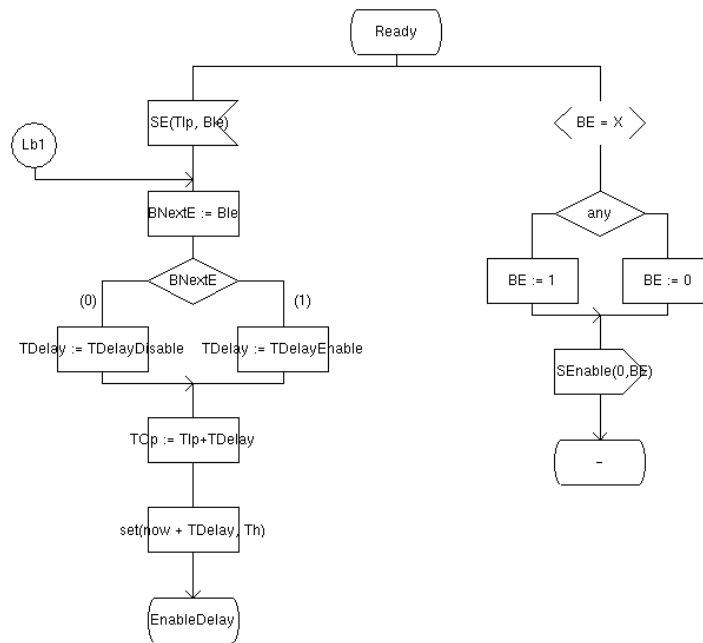 Ready
SE(TIp, BIe)
BE = X
Lb1
BNextE := BIe
any
BNextE
BE := 1
BE := 0
(0)
(1)
TDelay := TDelayDisable
TDelay := TDelayEnable
SEnable(0,BE)
TOp := TIp+TDelay
-
set(now + TDelay, Th)
EnableDelay